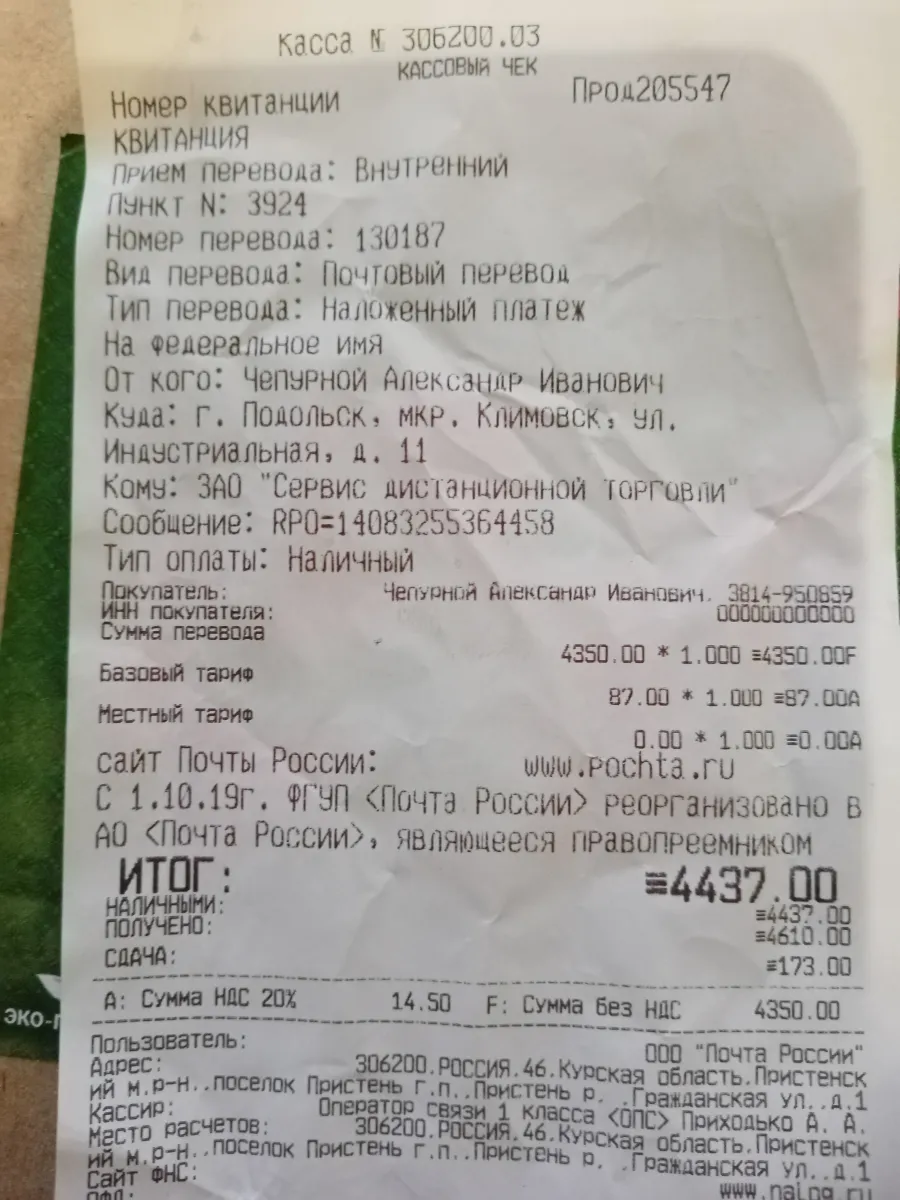 Касса № 306200.03
КАССОВЫЙ ЧЕК
Номер квитанции Прод205547
КВИТАНЦИЯ
Прием перевода: Внутренний
Пункт N: 3924
Номер перевода: 130187
Вид перевода: Почтовый перевод
Тип перевода: Наложенный платеж
На федеральное имя
От кого: Чепурной Александр Иванович
Куда: г. Подольск, мкр. Климовск, ул.
Индустриальная, д. 11
Кому: ЗАО "Сервис дистанционной торговли"
Сообщение: RPO=14083255364458
Тип оплаты: Наличный
Покупатель: Чепурной Александр Иванович. 3814-950859
ИНН покупателя: 000000000000
Сумма перевода
4350.00 * 1.000 ≡4350.00F
Базовый тариф
87.00 * 1.000 ≡87.00A
Местный тариф
0.00 * 1.000 ≡0.00A
сайт Почты России: www.pochta.ru
С 1.10.19г. ФГУП <Почта России> реорганизовано в
АО <Почта России>, являющееся правопреемником
ИТОГ: ≡4437.00
НАЛИЧНЫМИ: ≡4437.00
ПОЛУЧЕНО: ≡4610.00
СДАЧА: ≡173.00
A: Сумма НДС 20% 14.50 F: Сумма без НДС 4350.00
Пользователь: ООО "Почта России"
Адрес: 306200.РОССИЯ.46.Курская область.Пристенск
ий м.р-н..поселок Пристень г.п..Пристень р. .Гражданская ул..д.1
Кассир: Оператор связи 1 класса <ОПС> Приходько А. А.
Место расчетов: 306200.РОССИЯ.46.Курская область.Пристенск
ий м.р-н..поселок Пристень г.п..Пристень р. .Гражданская ул..д.1
Сайт ФНС: www.nalog.ru